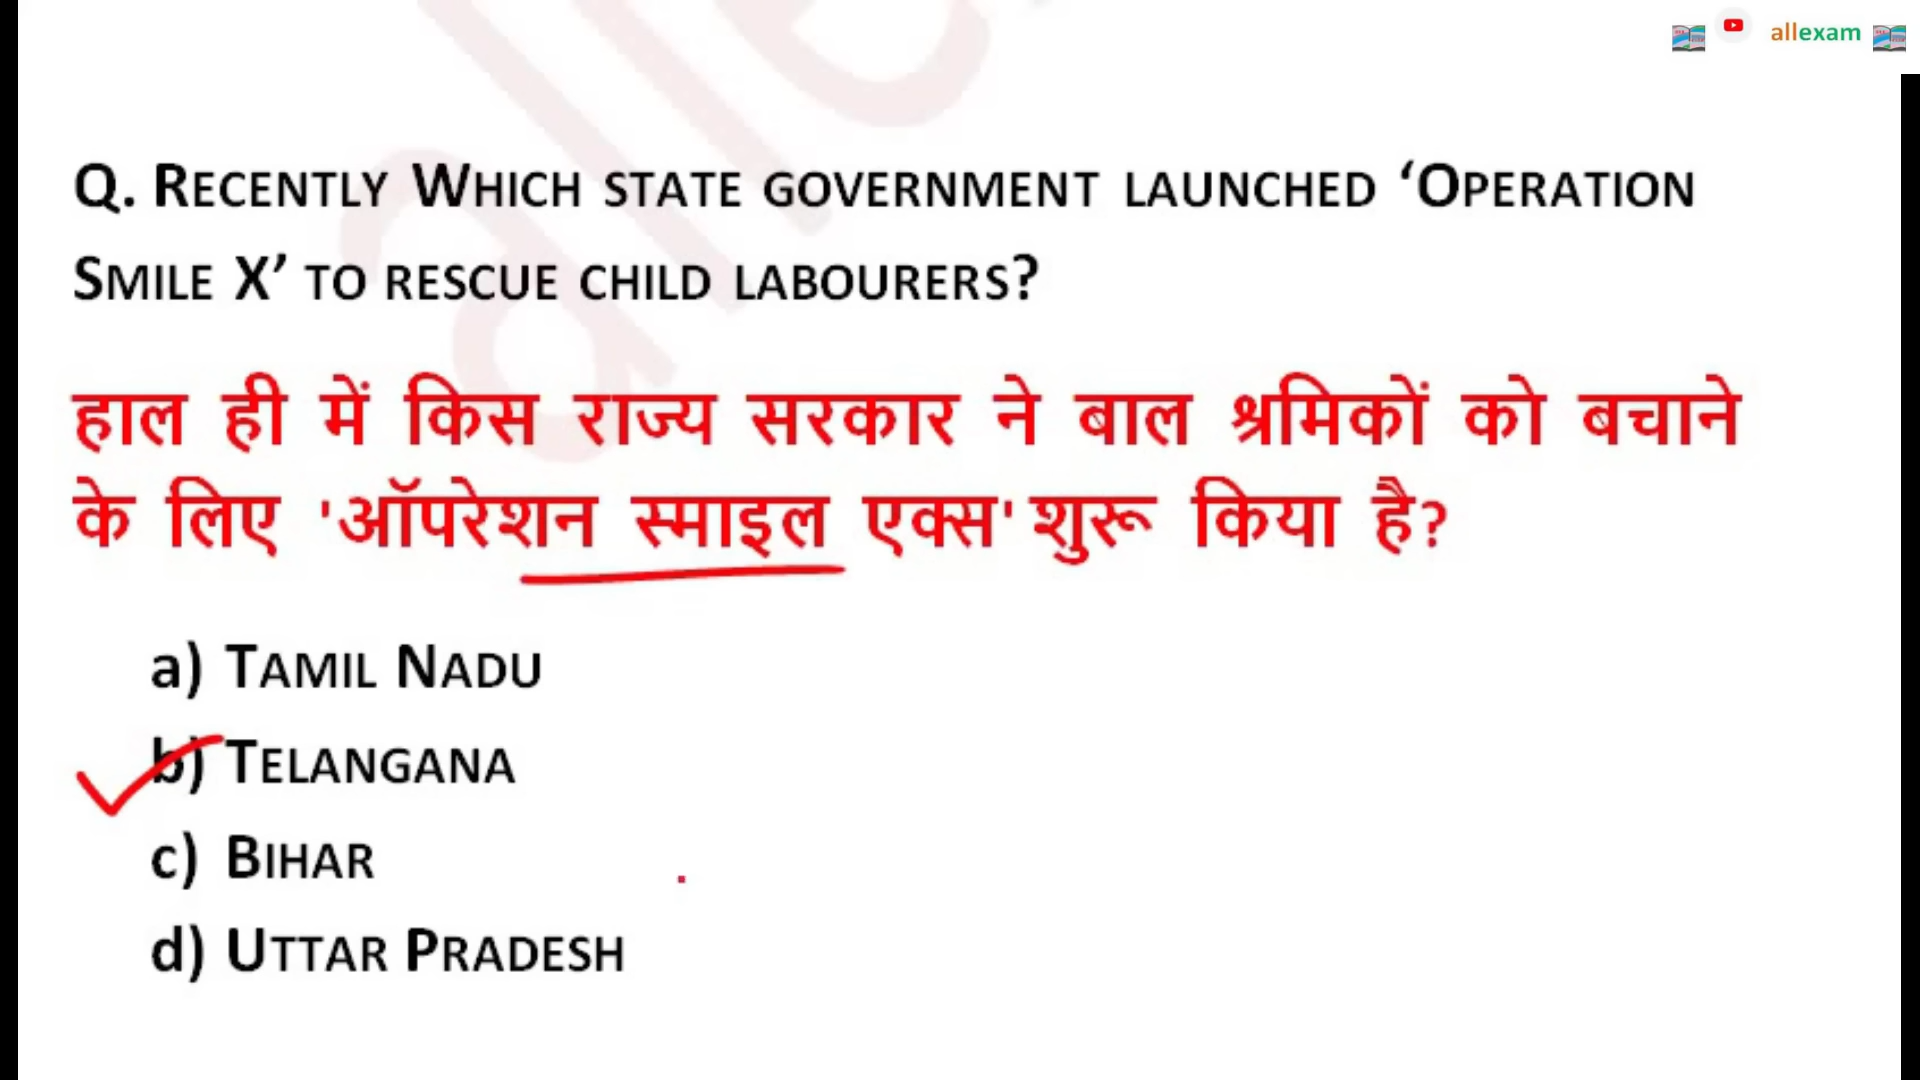 allexam
Q. RECENTLY WHICH STATE GOVERNMENT LAUNCHED ‘OPERATION
SMILE X’ TO RESCUE CHILD LABOURERS?
हाल ही में किस राज्य सरकार ने बाल श्रमिकों को बचाने
के लिए 'ऑपरेशन स्माइल एक्स' शुरू किया है?
a) TAMIL NADU
b) TELANGANA
c) BIHAR
d) UTTAR PRADESH